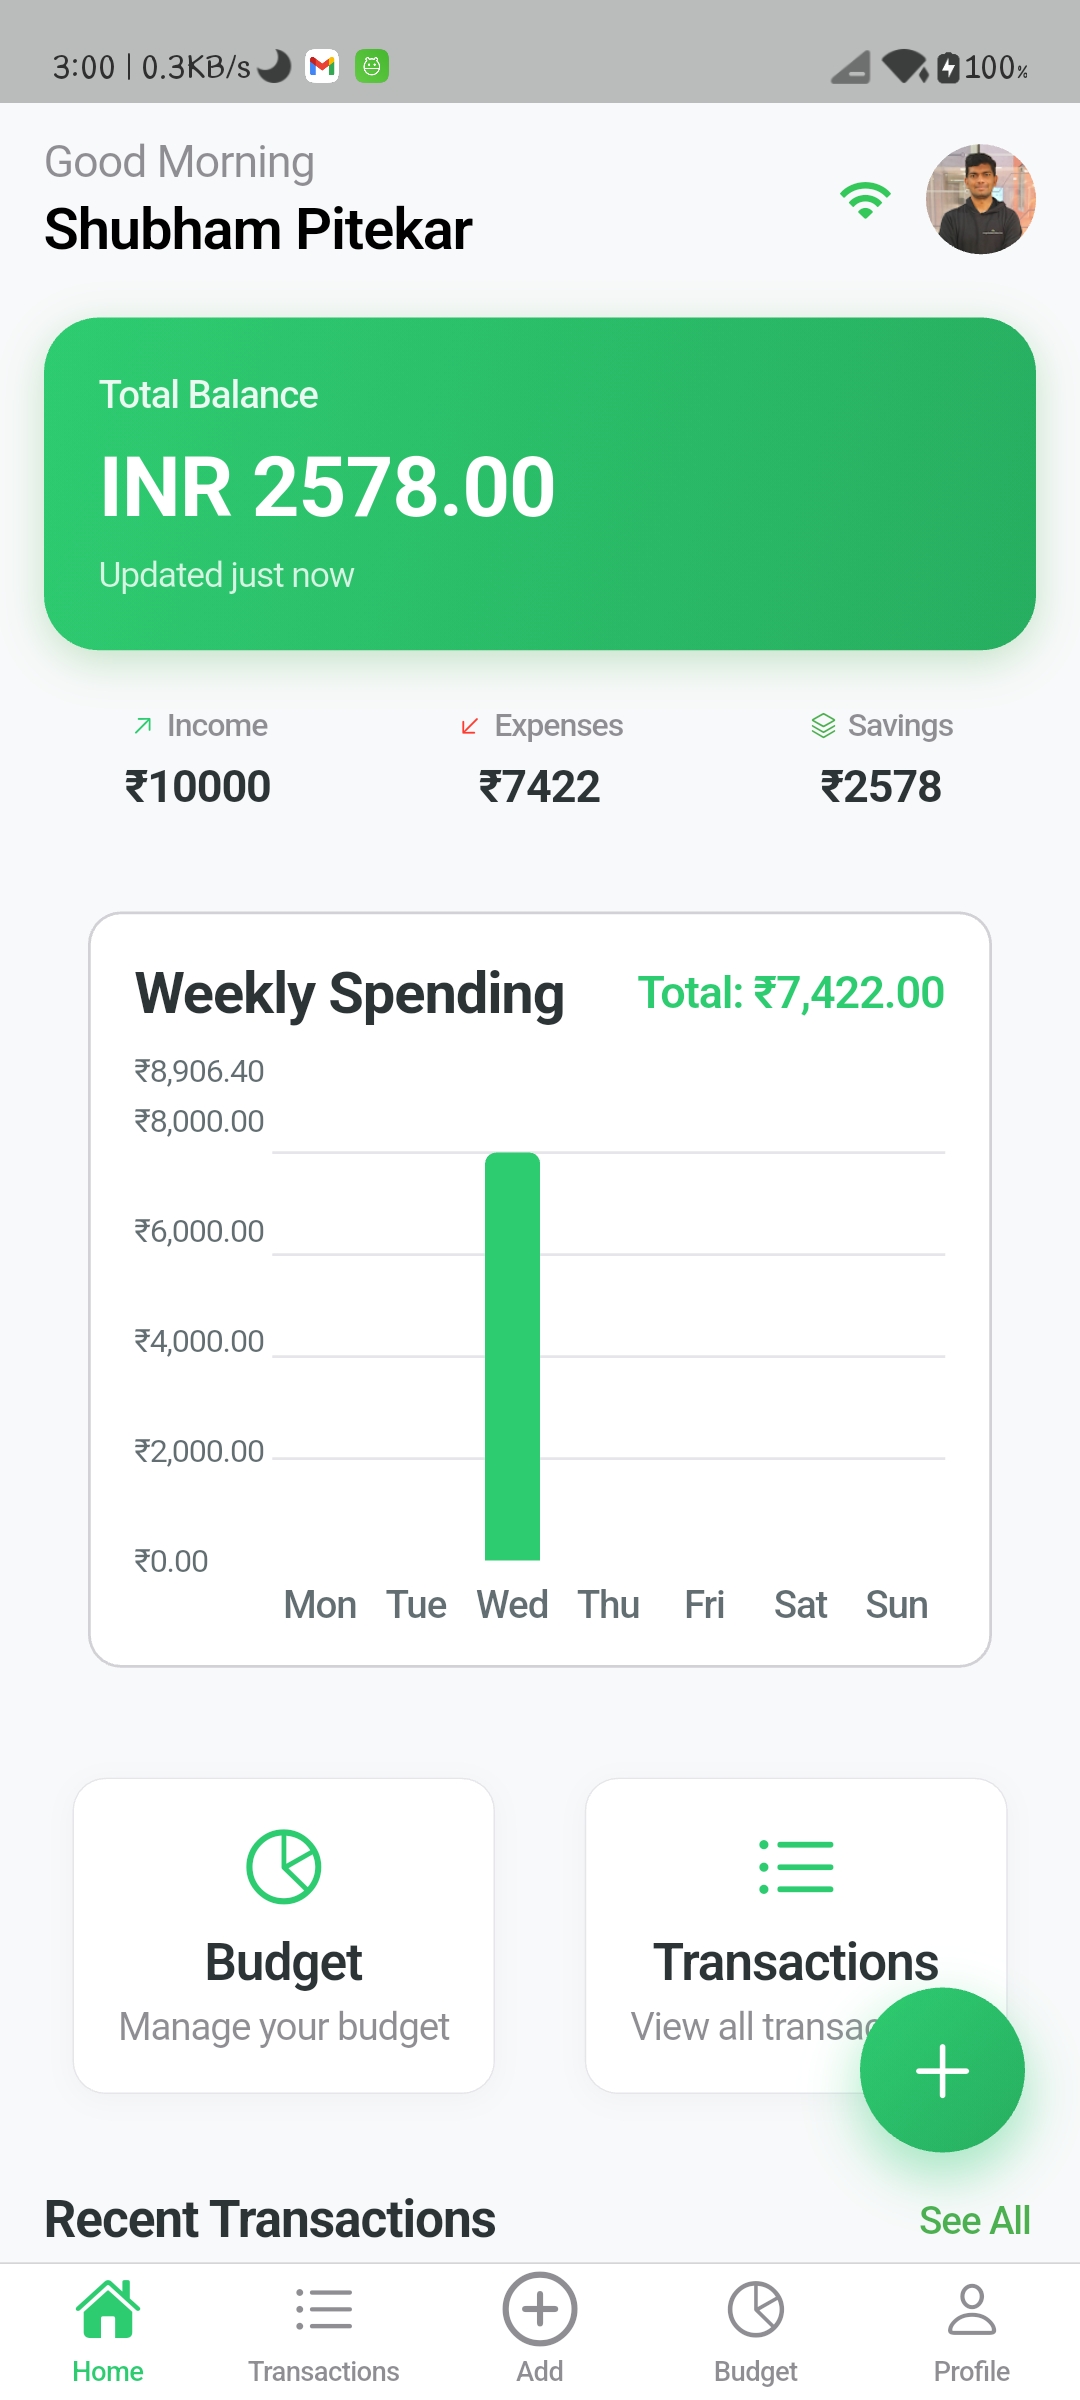 3:00 | 0.3KB/s
100%
Good Morning
Shubham Pitekar
Total Balance
INR 2578.00
Updated just now
Income
Expenses
Savings
₹10000
₹7422
₹2578
Weekly Spending
Total: ₹7,422.00
₹8,906.40
₹8,000.00
₹6,000.00
₹4,000.00
₹2,000.00
₹0.00
Mon Tue Wed Thu Fri Sat Sun
Budget
Manage your budget
Transactions
View all
Recent Transactions
See All
Home
Transactions
Add
Budget
Profile